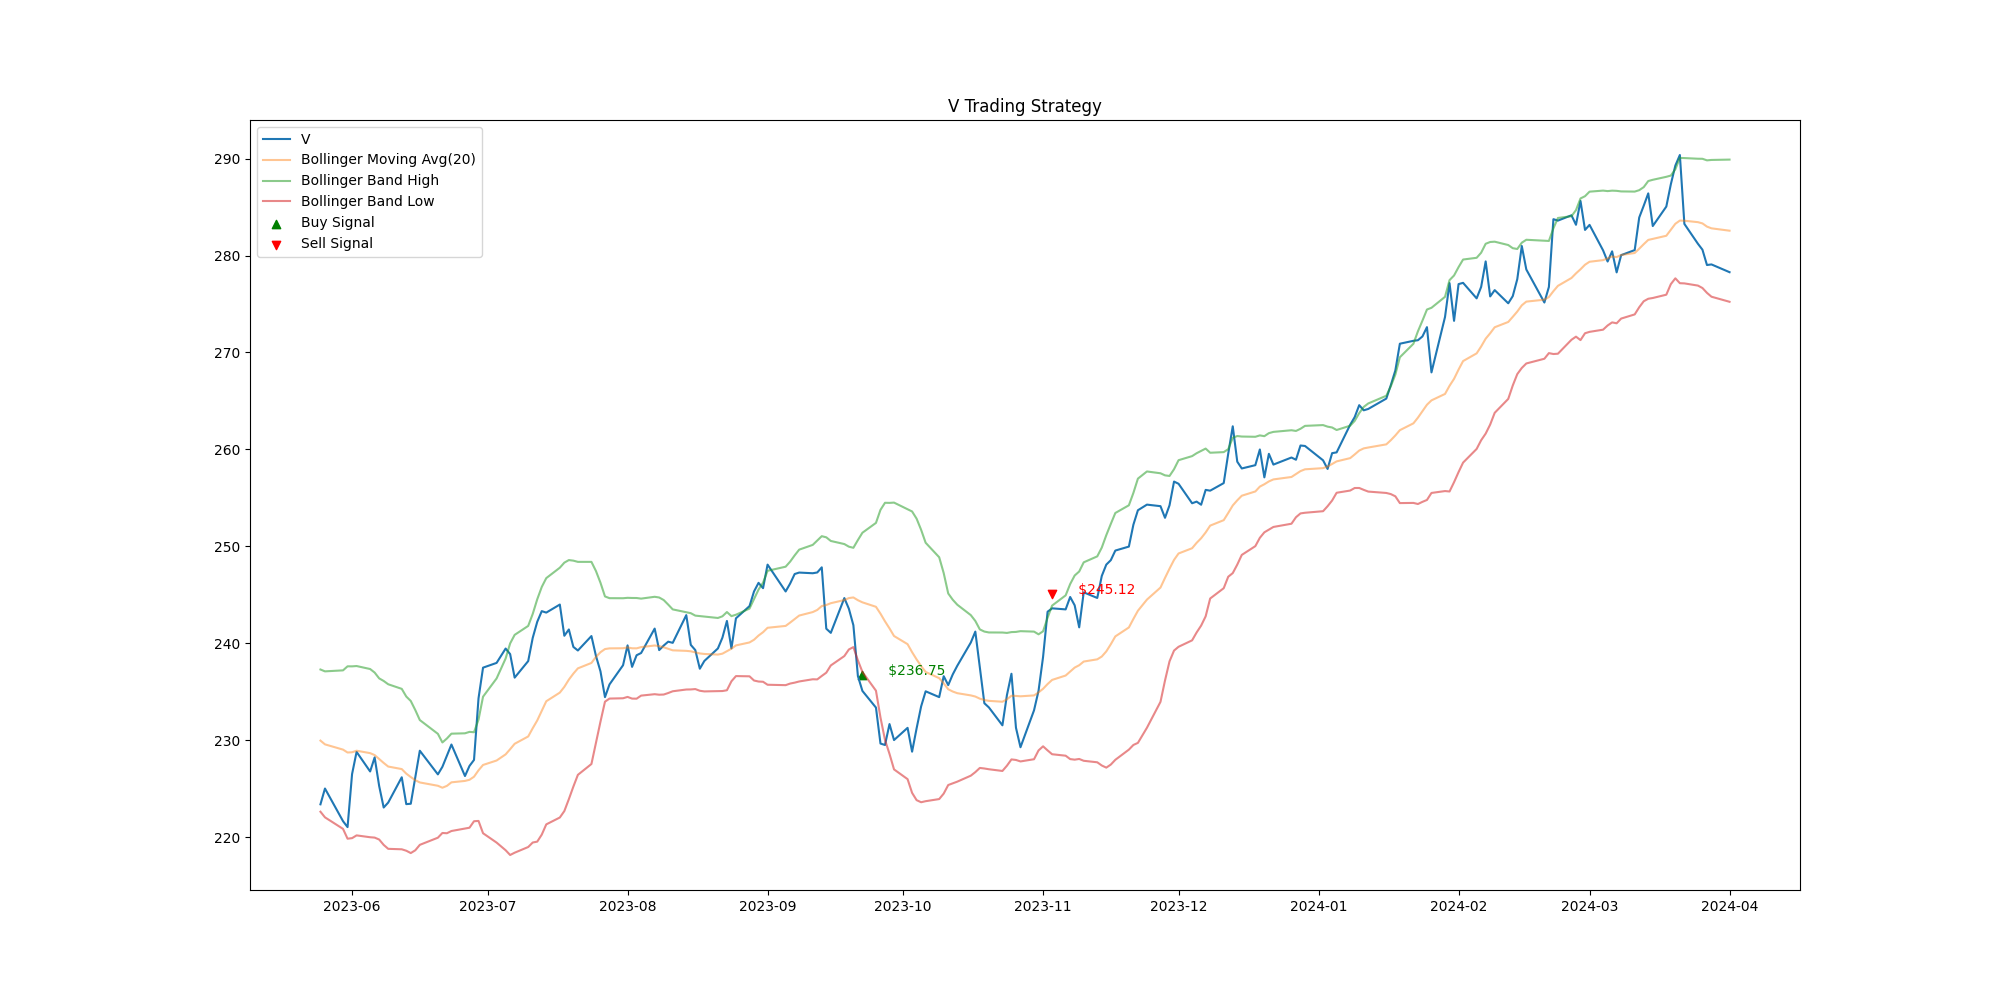 V Trading Strategy
V
Bollinger Moving Avg(20)
Bollinger Band High
Bollinger Band Low
Buy Signal
Sell Signal
290
280
270
260
250
240
230
220
$245.12
$236.75
2023-06 2023-07 2023-08 2023-09 2023-10 2023-11 2023-12 2024-01 2024-02 2024-03 2024-04